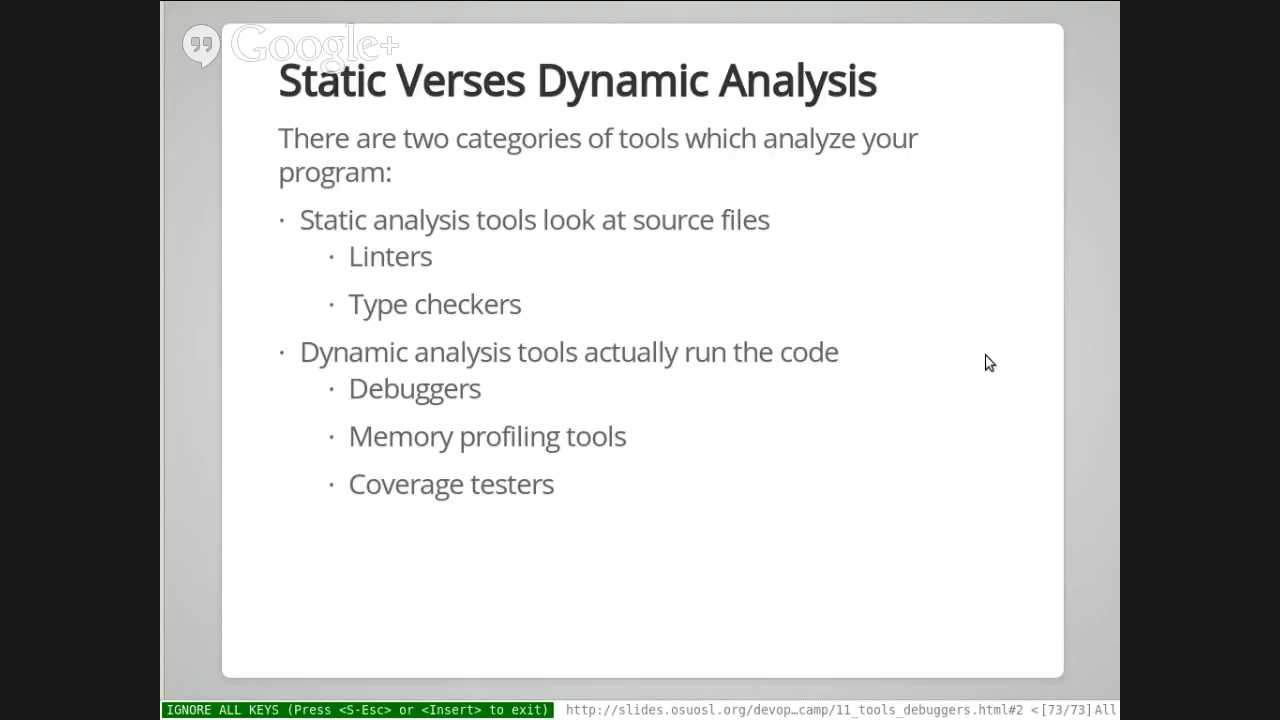 Google+
Static Verses Dynamic Analysis
There are two categories of tools which analyze your
program:
· Static analysis tools look at source files
· Linters
· Type checkers
· Dynamic analysis tools actually run the code
· Debuggers
· Memory profiling tools
· Coverage testers
IGNORE ALL KEYS (Press <S-Esc> or <Insert> to exit) http://slides.osuosl.org/devop…camp/11_tools_debuggers.html#2 <[73/73]All